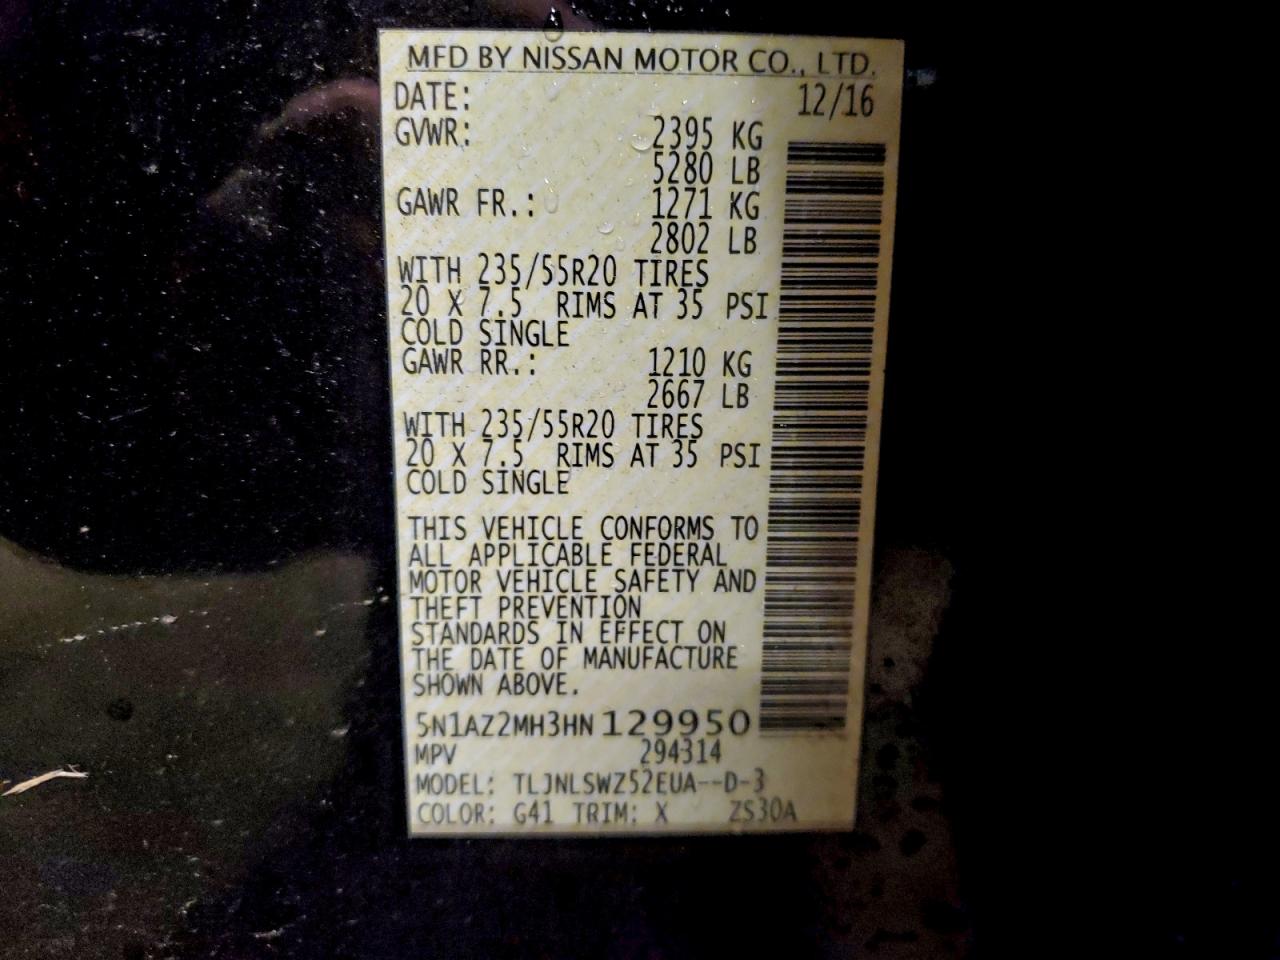 MFD BY NISSAN MOTOR CO., LTD.
DATE: 12/16
GVWR: 2395 KG
5280 LB
GAWR FR.: 1271 KG
2802 LB
WITH 235/55R20 TIRES
20 X 7.5 RIMS AT 35 PSI
COLD SINGLE
GAWR RR.: 1210 KG
2667 LB
WITH 235/55R20 TIRES
20 X 7.5 RIMS AT 35 PSI
COLD SINGLE
THIS VEHICLE CONFORMS TO
ALL APPLICABLE FEDERAL
MOTOR VEHICLE SAFETY AND
THEFT PREVENTION
STANDARDS IN EFFECT ON
THE DATE OF MANUFACTURE
SHOWN ABOVE.
5N1AZ2MH3HN129950
MPV 294314
MODEL: TLJNLSWZ52EUA--D-3
COLOR: G41 TRIM: X ZS30A